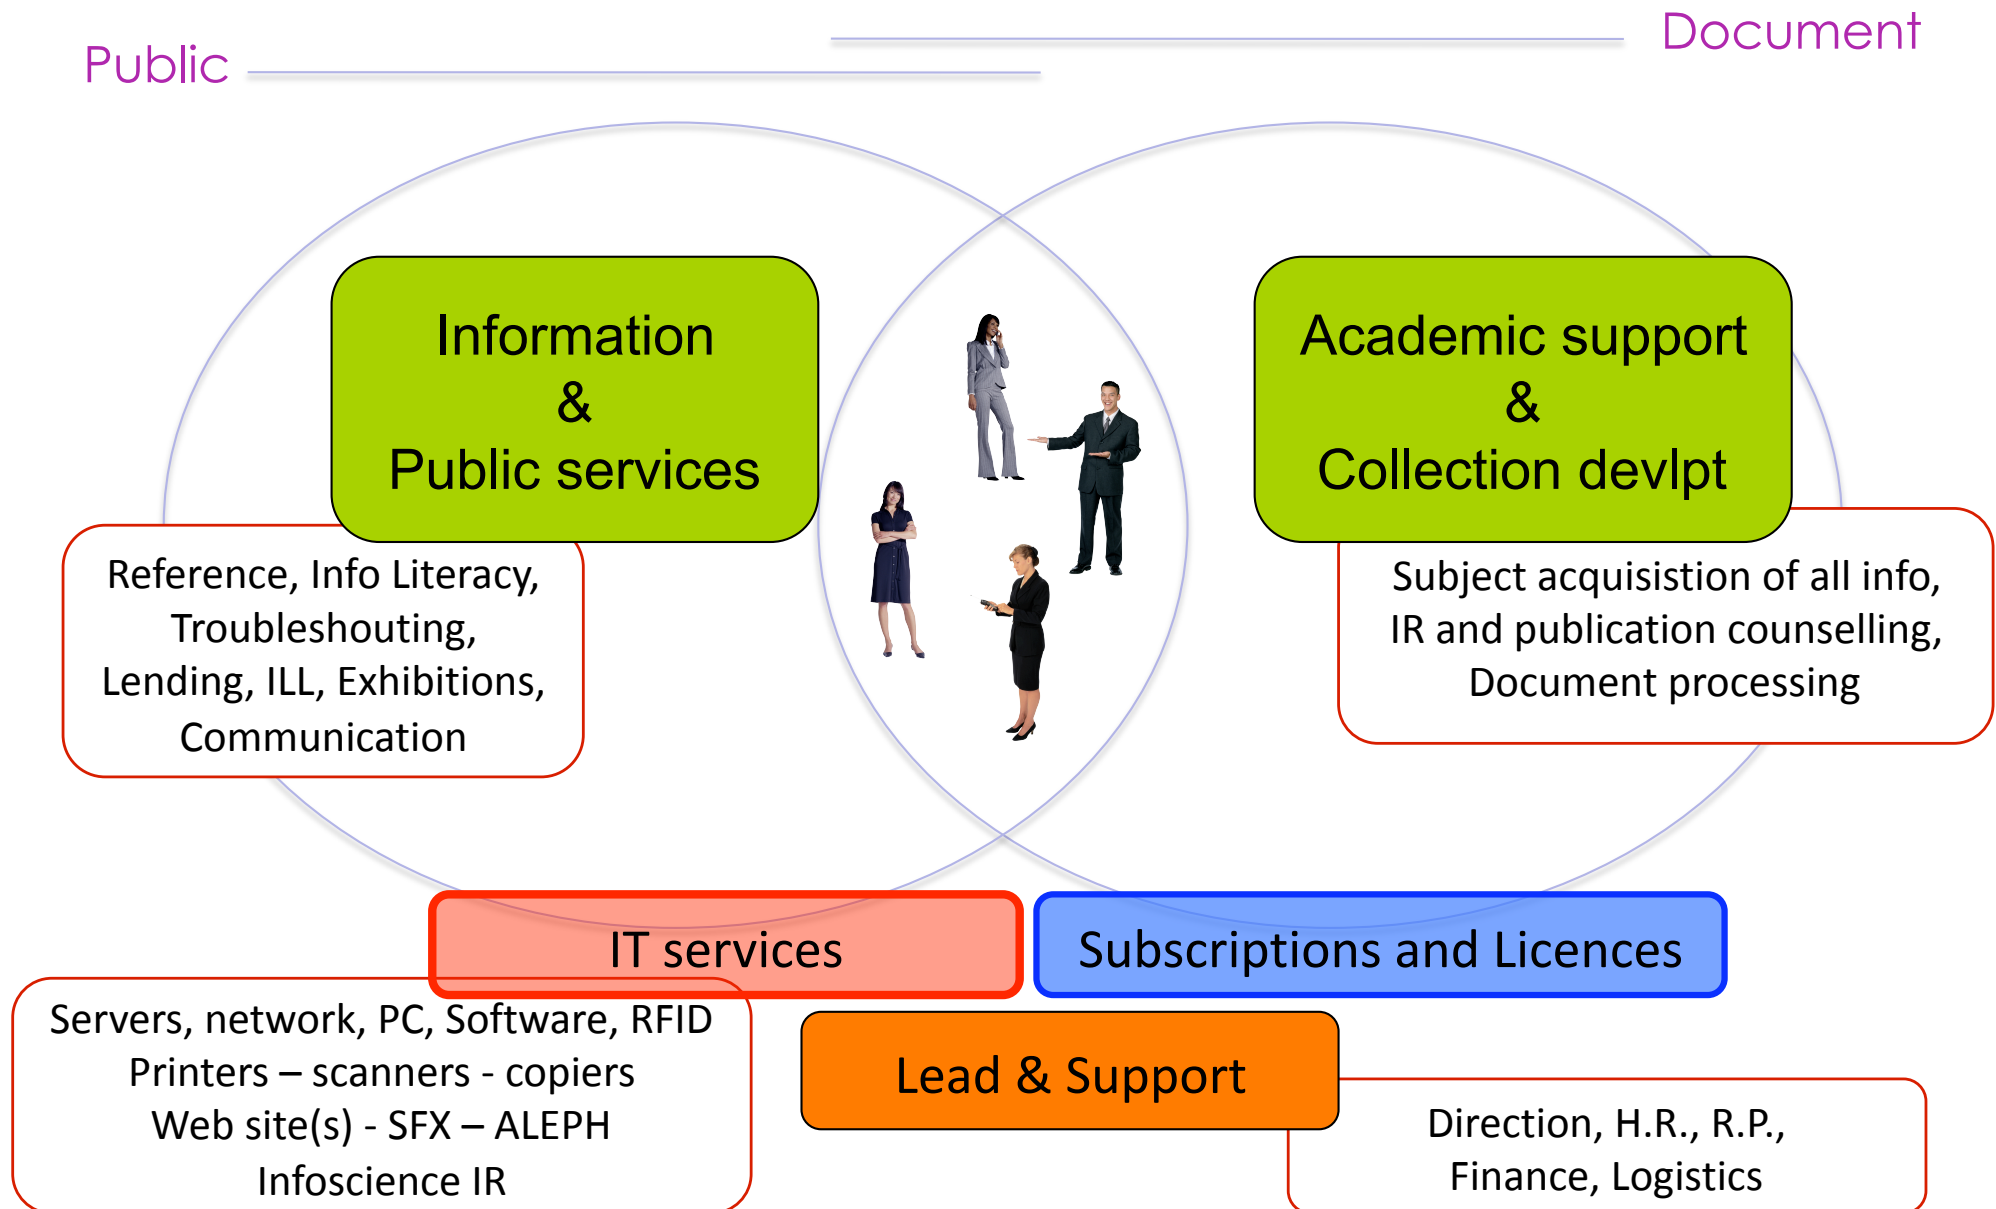 Public
Document
Information
&
Public services
Academic support
&
Collection devlpt
Reference, Info Literacy,
Troubleshouting,
Lending, ILL, Exhibitions,
Communication
Subject acquisistion of all info,
IR and publication counselling,
Document processing
IT services
Subscriptions and Licences
Servers, network, PC, Software, RFID
Printers – scanners - copiers
Web site(s) - SFX – ALEPH
Infoscience IR
Lead & Support
Direction, H.R., R.P.,
Finance, Logistics